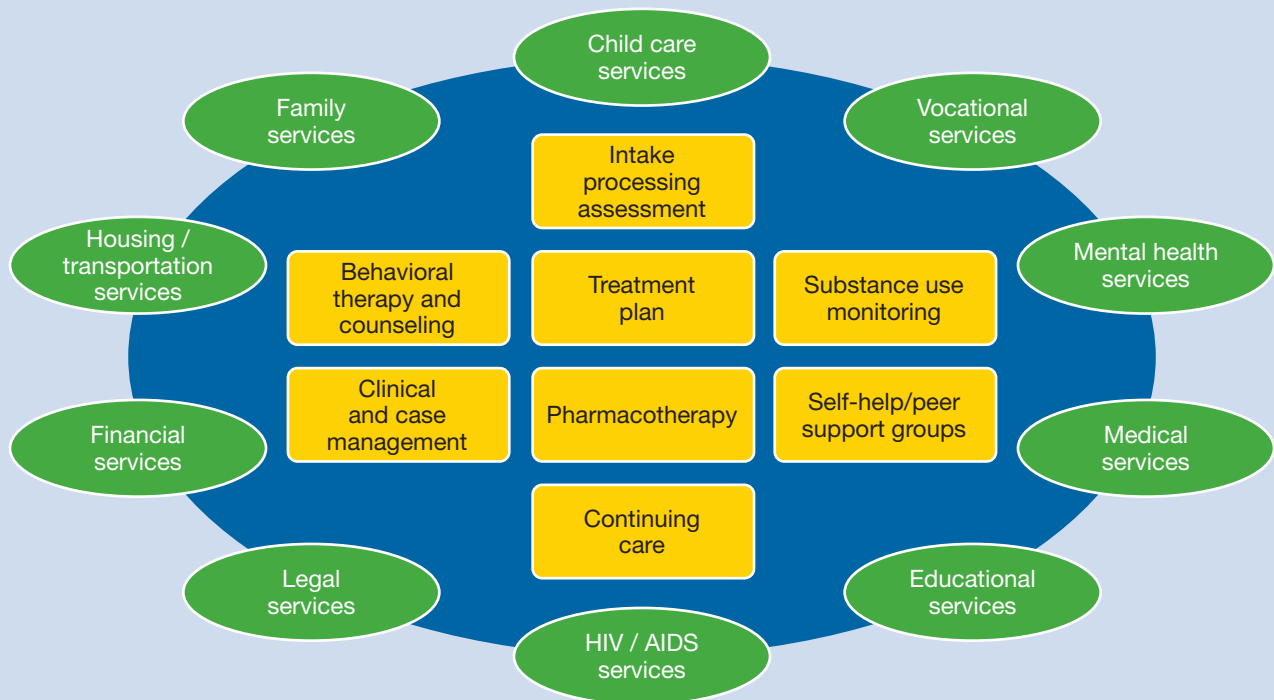 Child care
services
Family
services
Vocational
services
Intake
processing
assessment
Housing /
transportation
services
Behavioral
therapy and
counseling
Treatment
plan
Substance use
monitoring
Mental health
services
Financial
services
Clinical
and case
management
Pharmacotherapy
Self-help/peer
support groups
Medical
services
Continuing
care
Legal
services
Educational
services
HIV / AIDS
services